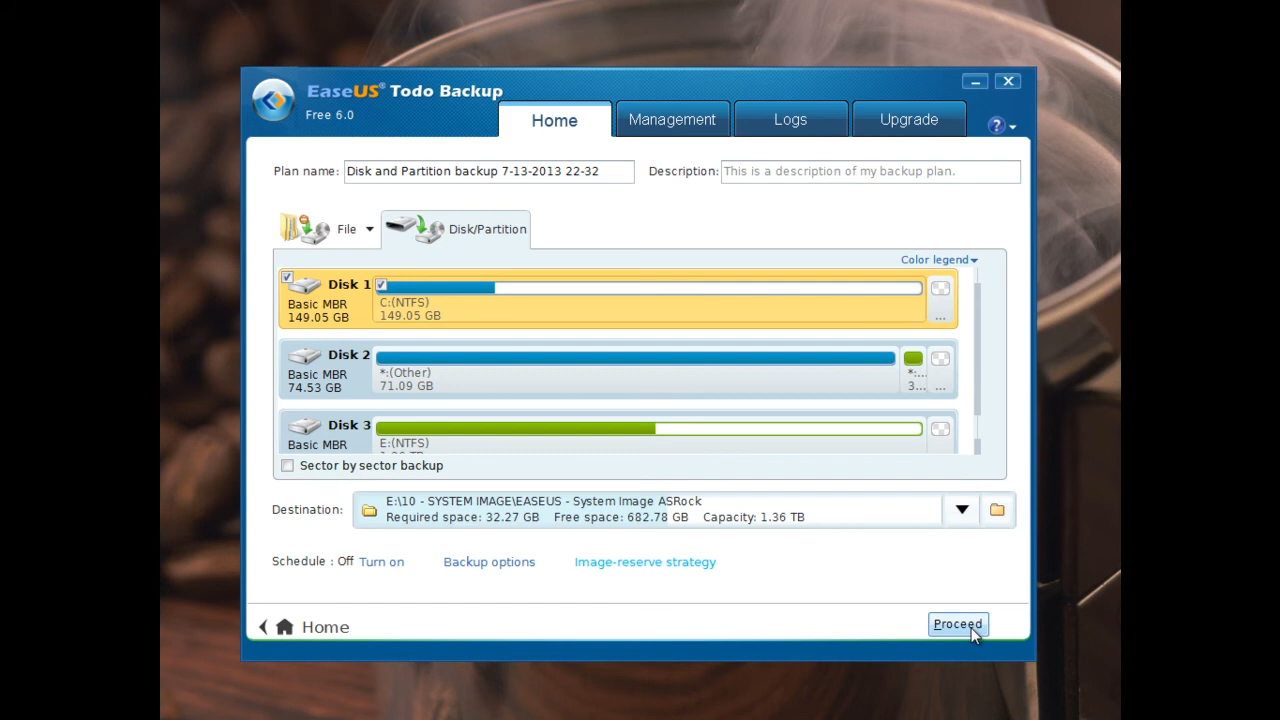 EaseUS® Todo Backup
Free 6.0
Home
Management
Logs
Upgrade
?
Plan name:
Disk and Partition backup 7-13-2013 22-32
Description:
This is a description of my backup plan.
File
Disk/Partition
Color legend
Disk 1
Basic MBR
149.05 GB
C:(NTFS)
149.05 GB
...
Disk 2
Basic MBR
74.53 GB
*:(Other)
71.09 GB
*:...
3...
...
Disk 3
Basic MBR
E:(NTFS)
Sector by sector backup
Destination:
E:\10 - SYSTEM IMAGE\EASEUS - System Image ASRock
Required space: 32.27 GB Free space: 682.78 GB Capacity: 1.36 TB
Schedule : Off Turn on
Backup options
Image-reserve strategy
Home
Proceed